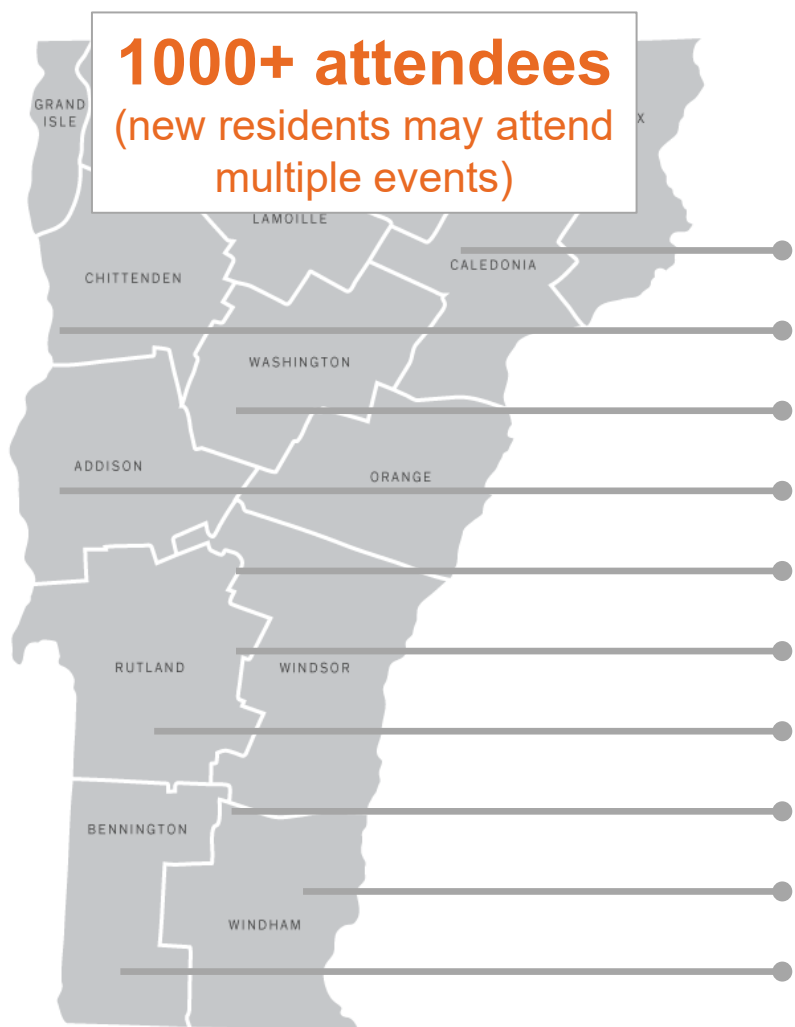 1000+ attendees
(new residents may attend
multiple events)
GRAND
ISLE
X
LAMOILLE
CALEDONIA
CHITTENDEN
WASHINGTON
ADDISON
ORANGE
RUTLAND
WINDSOR
BENNINGTON
WINDHAM